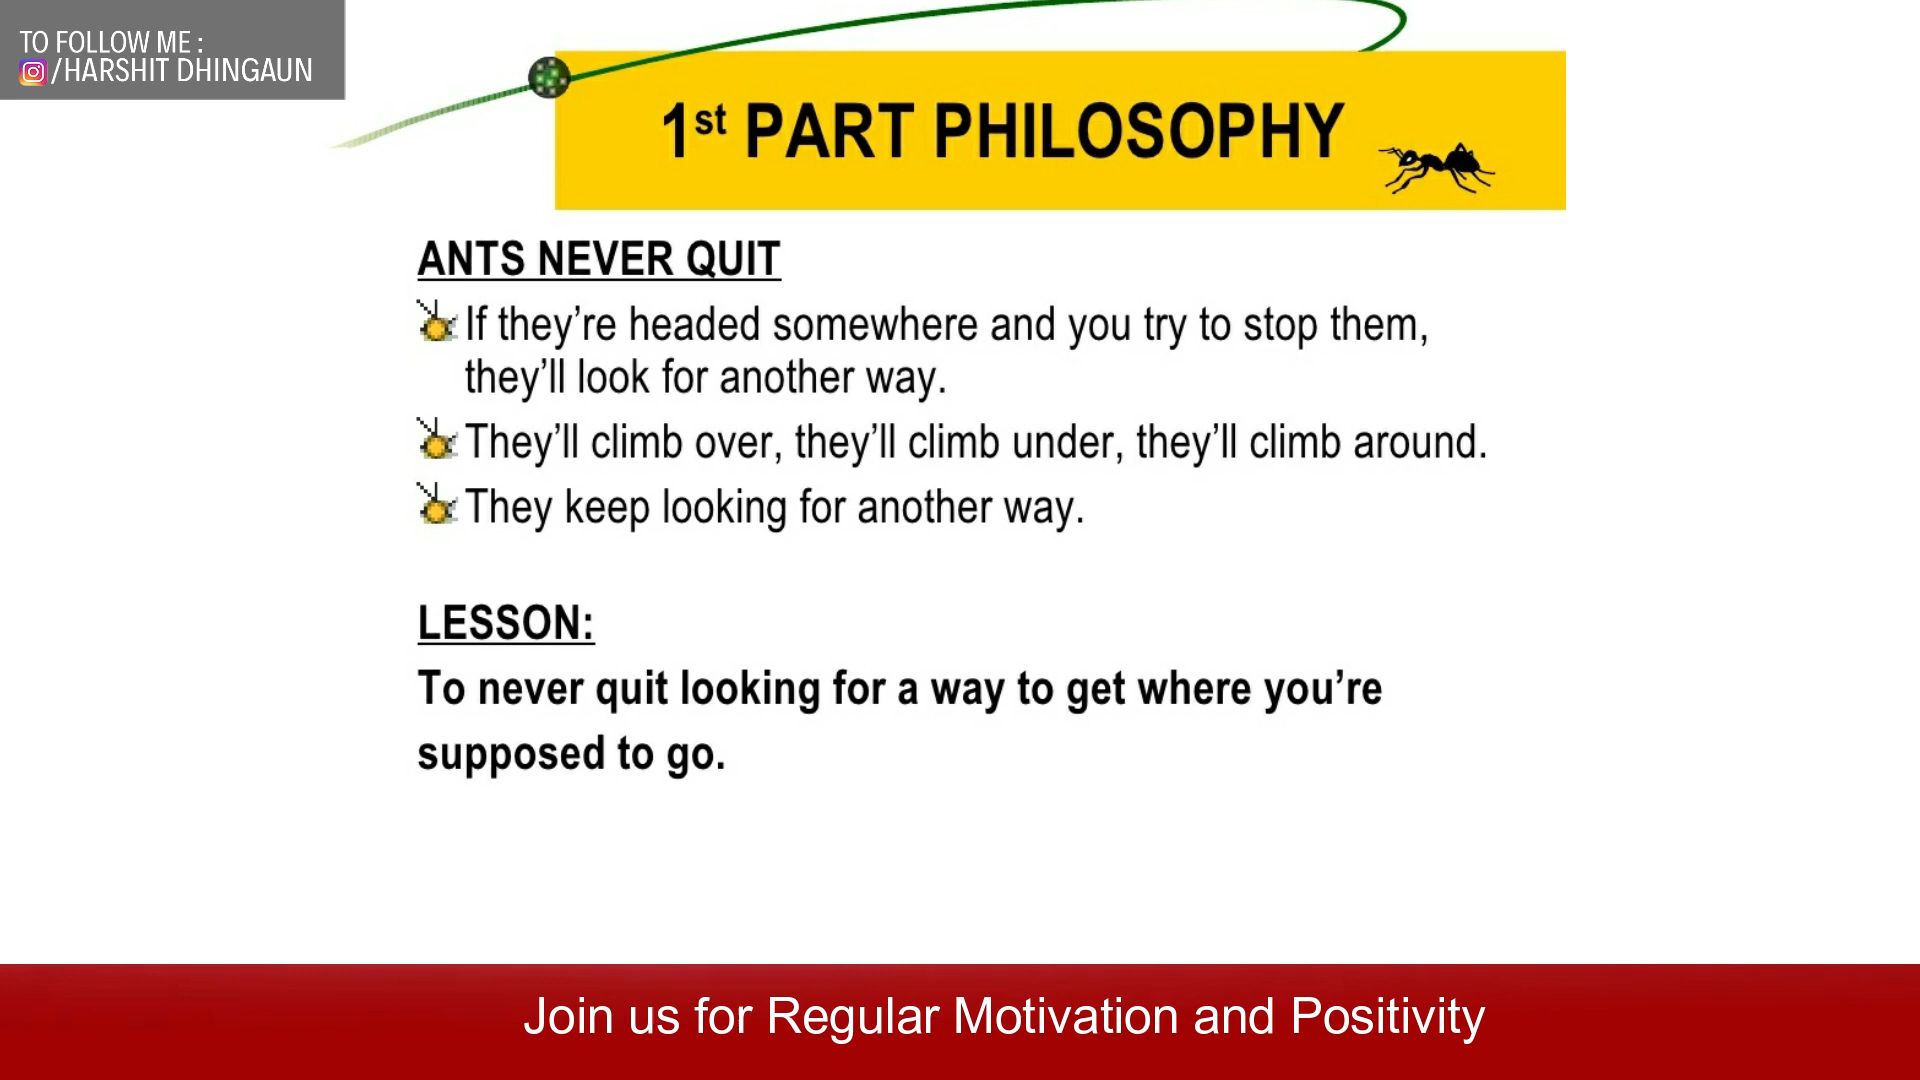 TO FOLLOW ME :
/HARSHIT DHINGAUN
1st PART PHILOSOPHY
ANTS NEVER QUIT
If they’re headed somewhere and you try to stop them,
they’ll look for another way.
They’ll climb over, they’ll climb under, they’ll climb around.
They keep looking for another way.
LESSON:
To never quit looking for a way to get where you’re
supposed to go.
Join us for Regular Motivation and Positivity